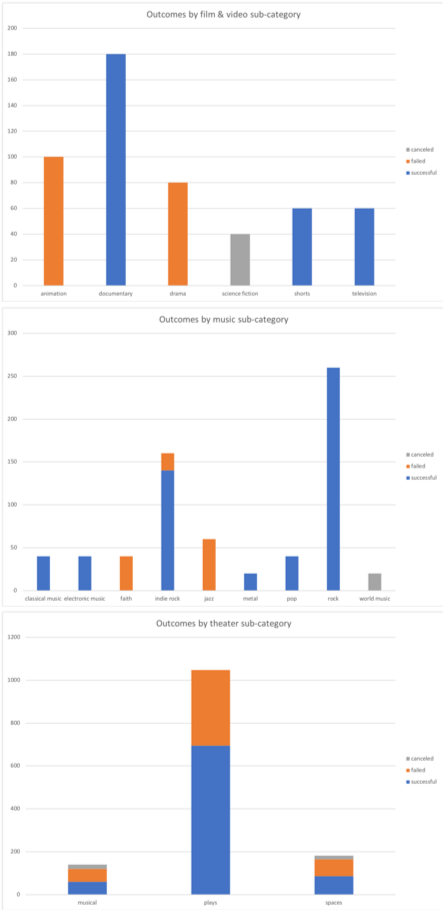 Outcomes by film & video sub-category
200
180
160
140
120
100
80
60
40
20
0
animation documentary drama science fiction shorts television
canceled
failed
successful
Outcomes by music sub-category
300
250
200
150
100
50
0
classical music electronic music faith indie rock jazz metal pop rock world music
canceled
failed
successful
Outcomes by theater sub-category
1200
1000
800
600
400
200
0
musical plays spaces
canceled
failed
successful